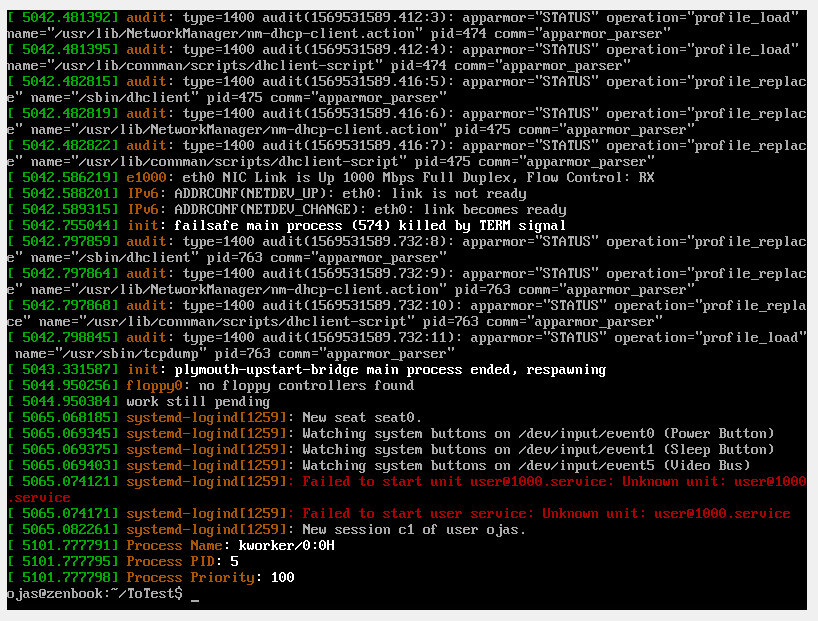 [ 5042.481392] audit: type=1400 audit(1569531589.412:3): apparmor="STATUS" operation="profile_load"
name="/usr/lib/NetworkManager/nm-dhcp-client.action" pid=474 comm="apparmor_parser"
[ 5042.481395] audit: type=1400 audit(1569531589.412:4): apparmor="STATUS" operation="profile_load"
name="/usr/lib/connman/scripts/dhclient-script" pid=474 comm="apparmor_parser"
[ 5042.482815] audit: type=1400 audit(1569531589.416:5): apparmor="STATUS" operation="profile_replac
e" name="/sbin/dhclient" pid=475 comm="apparmor_parser"
[ 5042.482819] audit: type=1400 audit(1569531589.416:6): apparmor="STATUS" operation="profile_replac
e" name="/usr/lib/NetworkManager/nm-dhcp-client.action" pid=475 comm="apparmor_parser"
[ 5042.482822] audit: type=1400 audit(1569531589.416:7): apparmor="STATUS" operation="profile_replac
e" name="/usr/lib/connman/scripts/dhclient-script" pid=475 comm="apparmor_parser"
[ 5042.586219] e1000: eth0 NIC Link is Up 1000 Mbps Full Duplex, Flow Control: RX
[ 5042.588201] IPv6: ADDRCONF(NETDEV_UP): eth0: link is not ready
[ 5042.589315] IPv6: ADDRCONF(NETDEV_CHANGE): eth0: link becomes ready
[ 5042.755044] init: failsafe main process (574) killed by TERM signal
[ 5042.797859] audit: type=1400 audit(1569531589.732:8): apparmor="STATUS" operation="profile_replac
e" name="/sbin/dhclient" pid=763 comm="apparmor_parser"
[ 5042.797864] audit: type=1400 audit(1569531589.732:9): apparmor="STATUS" operation="profile_replac
e" name="/usr/lib/NetworkManager/nm-dhcp-client.action" pid=763 comm="apparmor_parser"
[ 5042.797868] audit: type=1400 audit(1569531589.732:10): apparmor="STATUS" operation="profile_repla
ce" name="/usr/lib/connman/scripts/dhclient-script" pid=763 comm="apparmor_parser"
[ 5042.798845] audit: type=1400 audit(1569531589.732:11): apparmor="STATUS" operation="profile_load"
name="/usr/sbin/tcpdump" pid=763 comm="apparmor_parser"
[ 5043.331587] init: plymouth-upstart-bridge main process ended, respawning
[ 5044.950256] floppy0: no floppy controllers found
[ 5044.950384] work still pending
[ 5065.068185] systemd-logind[1259]: New seat seat0.
[ 5065.069345] systemd-logind[1259]: Watching system buttons on /dev/input/event0 (Power Button)
[ 5065.069375] systemd-logind[1259]: Watching system buttons on /dev/input/event1 (Sleep Button)
[ 5065.069403] systemd-logind[1259]: Watching system buttons on /dev/input/event5 (Video Bus)
[ 5065.074121] systemd-logind[1259]: Failed to start unit user@1000.service: Unknown unit: user@1000
.service
[ 5065.074171] systemd-logind[1259]: Failed to start user service: Unknown unit: user@1000.service
[ 5065.082261] systemd-logind[1259]: New session c1 of user ojas.
[ 5101.777791] Process Name: kworker/0:0H
[ 5101.777795] Process PID: 5
[ 5101.777798] Process Priority: 100
ojas@zenbook:~/ToTest$ _